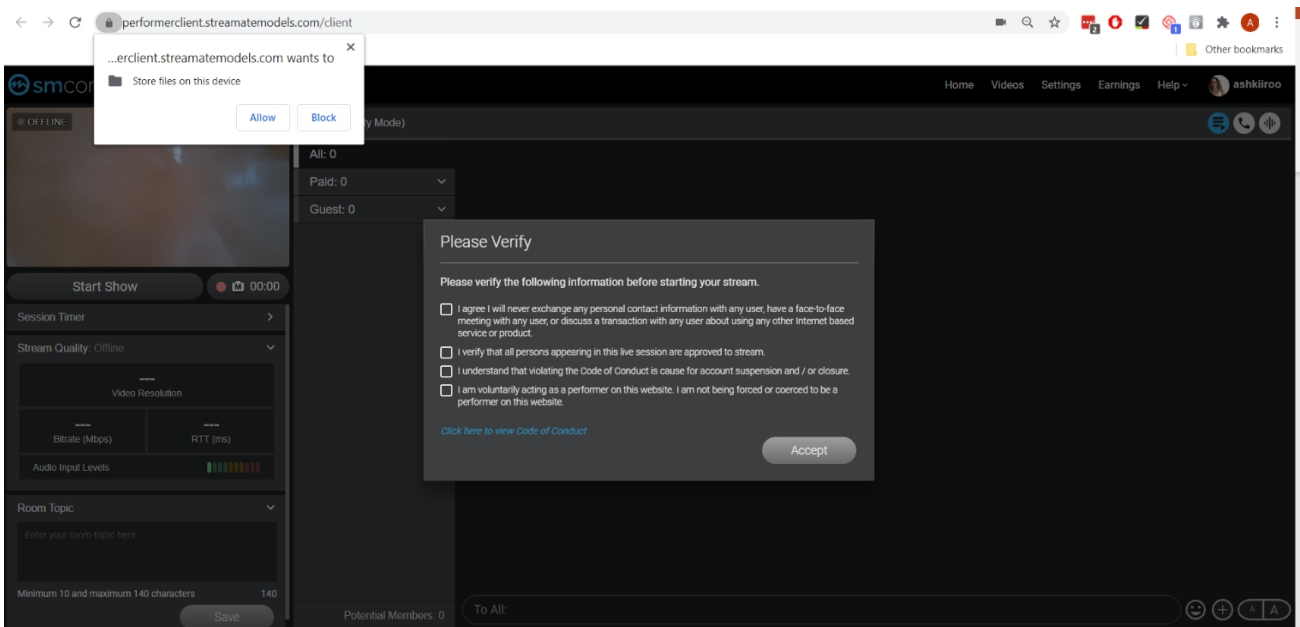 performerclient.streamatemodels.com/client
2
1
A
Other bookmarks
...erclient.streamatemodels.com wants to
Store files on this device
Allow
Block
smcon
Home
Videos
Settings
Earnings
Help
ashkiiroo
OFFLINE
ty Mode)
All: 0
Paid: 0
Guest: 0
Start Show
00:00
Session Timer
Stream Quality: Offline
---
Video Resolution
---
Bitrate (Mbps)
---
RTT (ms)
Audio Input Levels
Room Topic
Enter your room topic here
Minimum 10 and maximum 140 characters
140
Save
Please Verify
Please verify the following information before starting your stream.
I agree I will never exchange any personal contact information with any user, have a face-to-face
meeting with any user, or discuss a transaction with any user about using any other Internet based
service or product.
I verify that all persons appearing in this live session are approved to stream.
I understand that violating the Code of Conduct is cause for account suspension and / or closure.
I am voluntarily acting as a performer on this website. I am not being forced or coerced to be a
performer on this website.
Click here to view Code of Conduct
Accept
Potential Members: 0
To All:
A
A